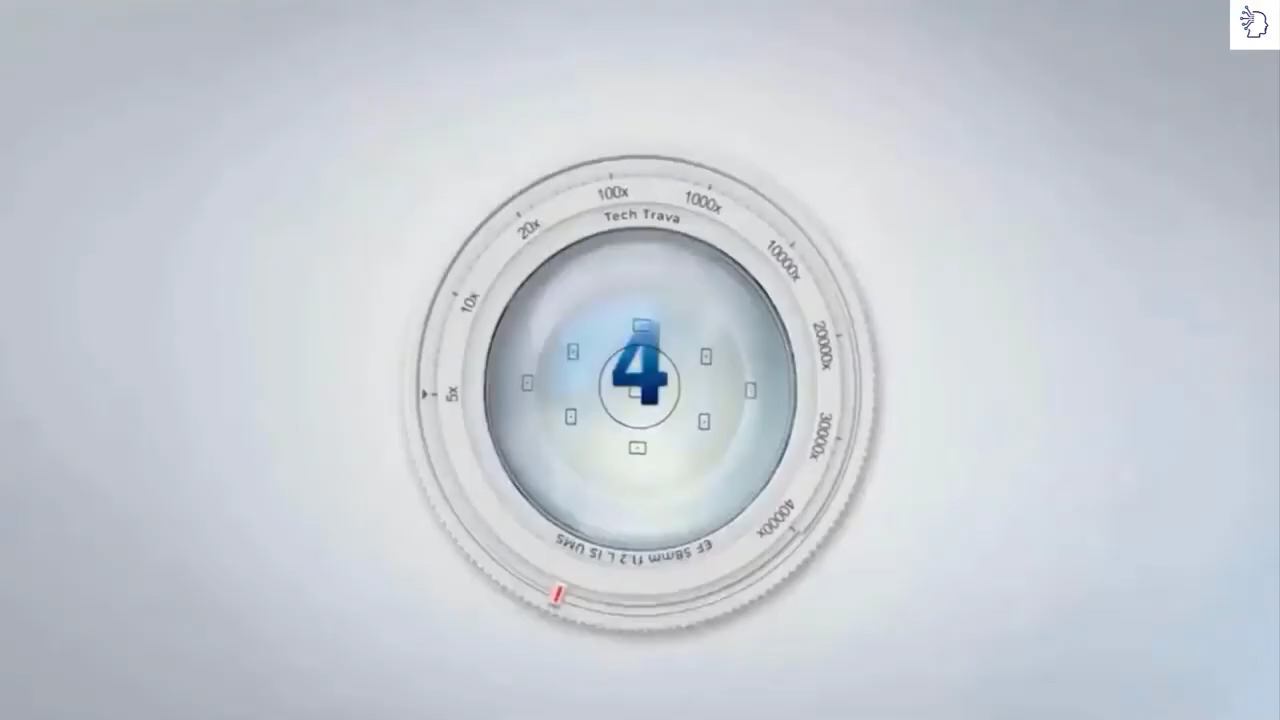 5x
10x
20x
100x
1000x
10000x
20000x
30000x
40000x
Tech Trava
4
EF 58mm f1.2 L IS UMS